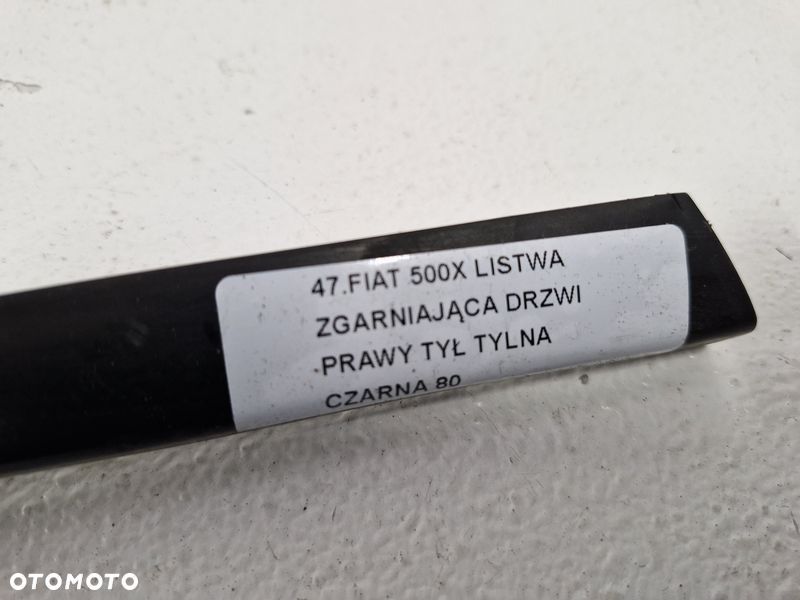 47.FIAT 500X LISTWA
ZGARNIAJĄCA DRZWI
PRAWY TYŁ TYLNA
CZARNA 80
OTOMOTO